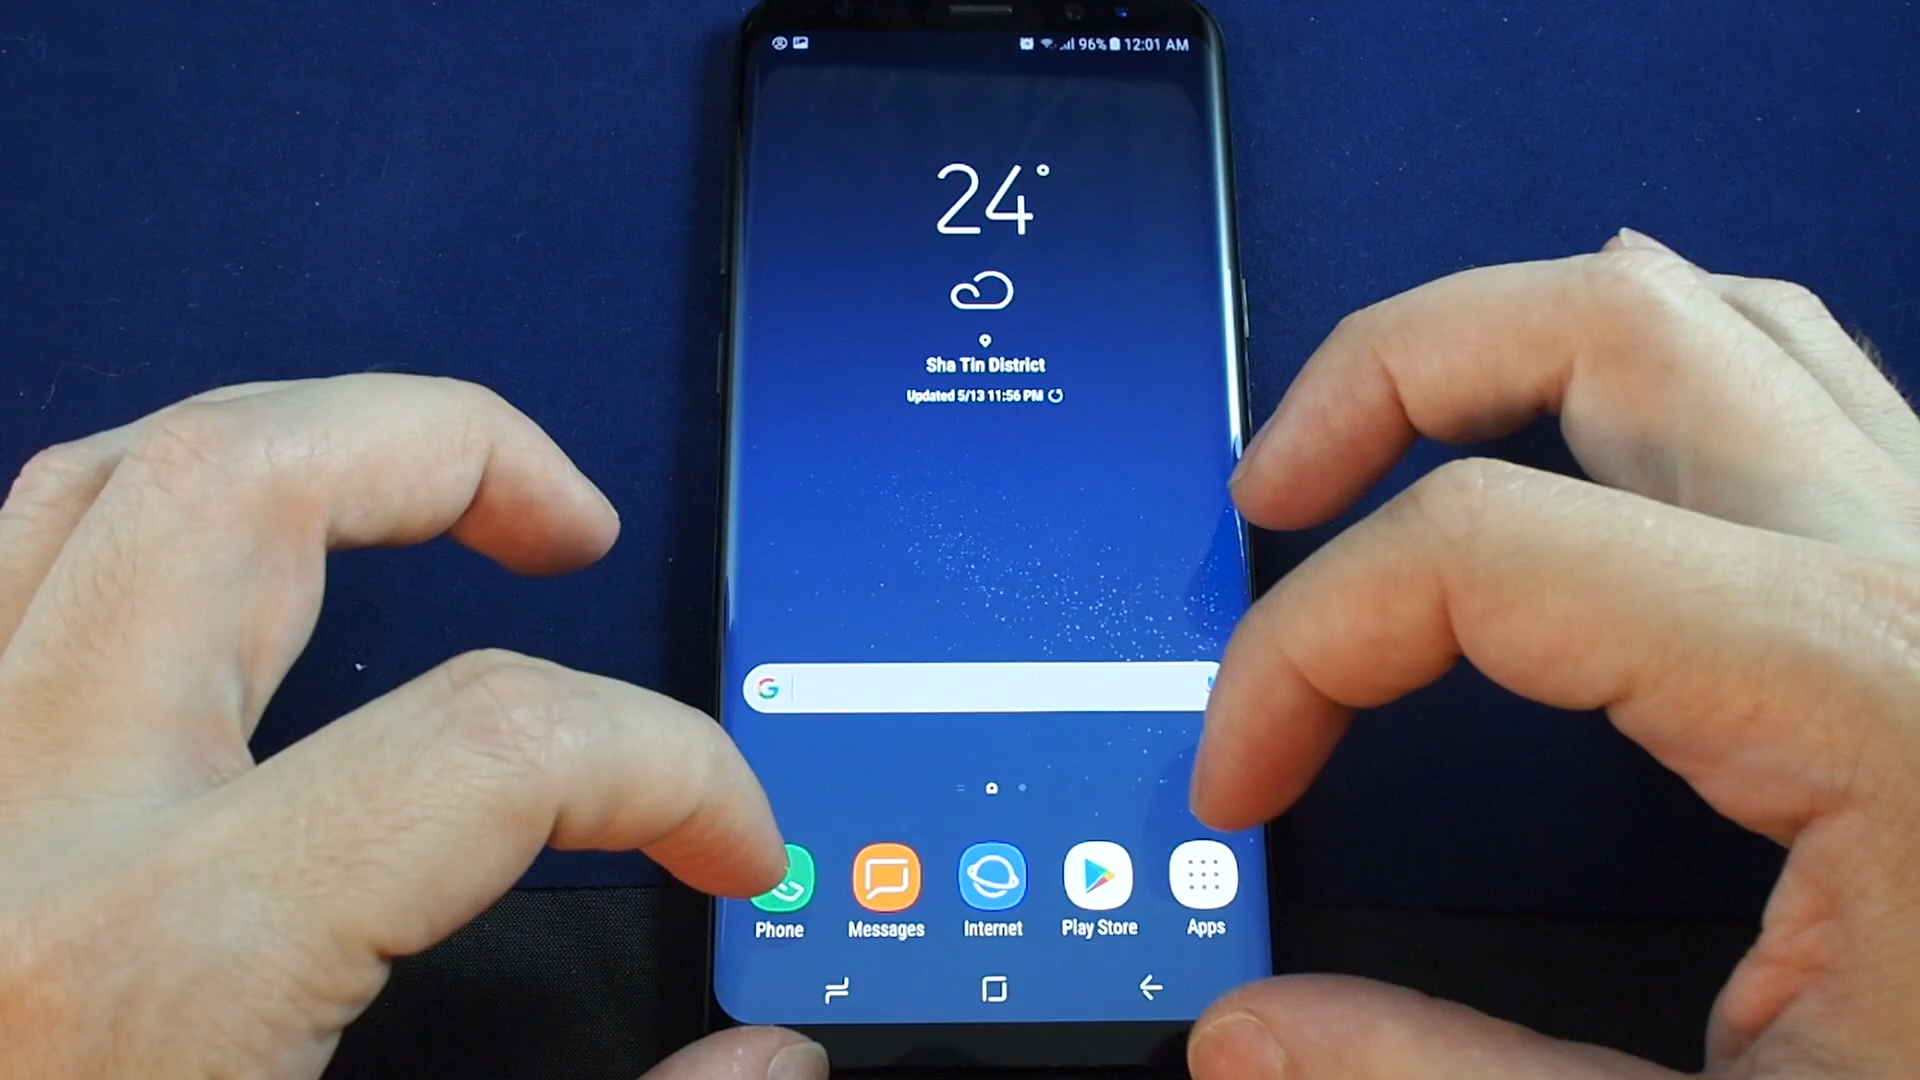 96% 12:01 AM
24°
Sha Tin District
Updated 5/13 11:56 PM
G
Phone
Messages
Internet
Play Store
Apps